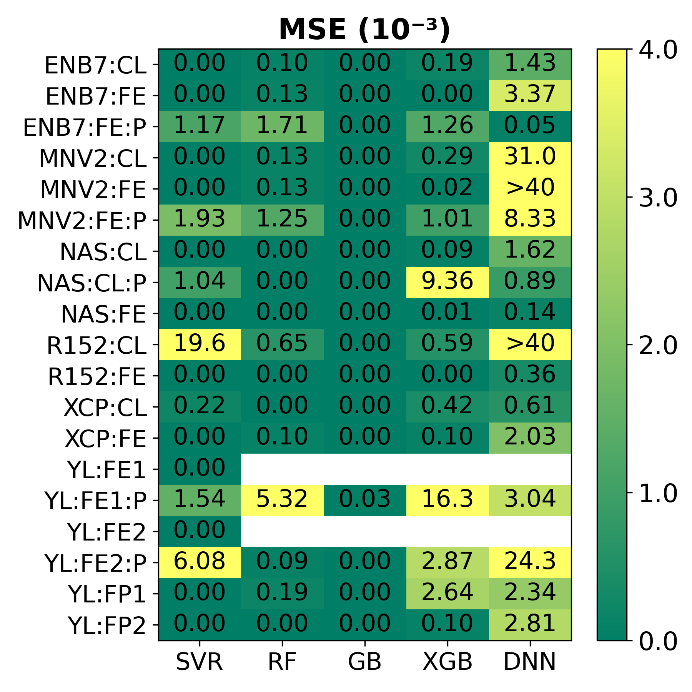 MSE (10⁻³)
ENB7:CL 0.00 0.10 0.00 0.19 1.43
ENB7:FE 0.00 0.13 0.00 0.00 3.37
ENB7:FE:P 1.17 1.71 0.00 1.26 0.05
MNV2:CL 0.00 0.13 0.00 0.29 31.0
MNV2:FE 0.00 0.13 0.00 0.02 >40
MNV2:FE:P 1.93 1.25 0.00 1.01 8.33
NAS:CL 0.00 0.00 0.00 0.09 1.62
NAS:CL:P 1.04 0.00 0.00 9.36 0.89
NAS:FE 0.00 0.00 0.00 0.01 0.14
R152:CL 19.6 0.65 0.00 0.59 >40
R152:FE 0.00 0.00 0.00 0.00 0.36
XCP:CL 0.22 0.00 0.00 0.42 0.61
XCP:FE 0.00 0.10 0.00 0.10 2.03
YL:FE1 0.00
YL:FE1:P 1.54 5.32 0.03 16.3 3.04
YL:FE2 0.00
YL:FE2:P 6.08 0.09 0.00 2.87 24.3
YL:FP1 0.00 0.19 0.00 2.64 2.34
YL:FP2 0.00 0.00 0.00 0.10 2.81
SVR RF GB XGB DNN
4.0
3.0
2.0
1.0
0.0